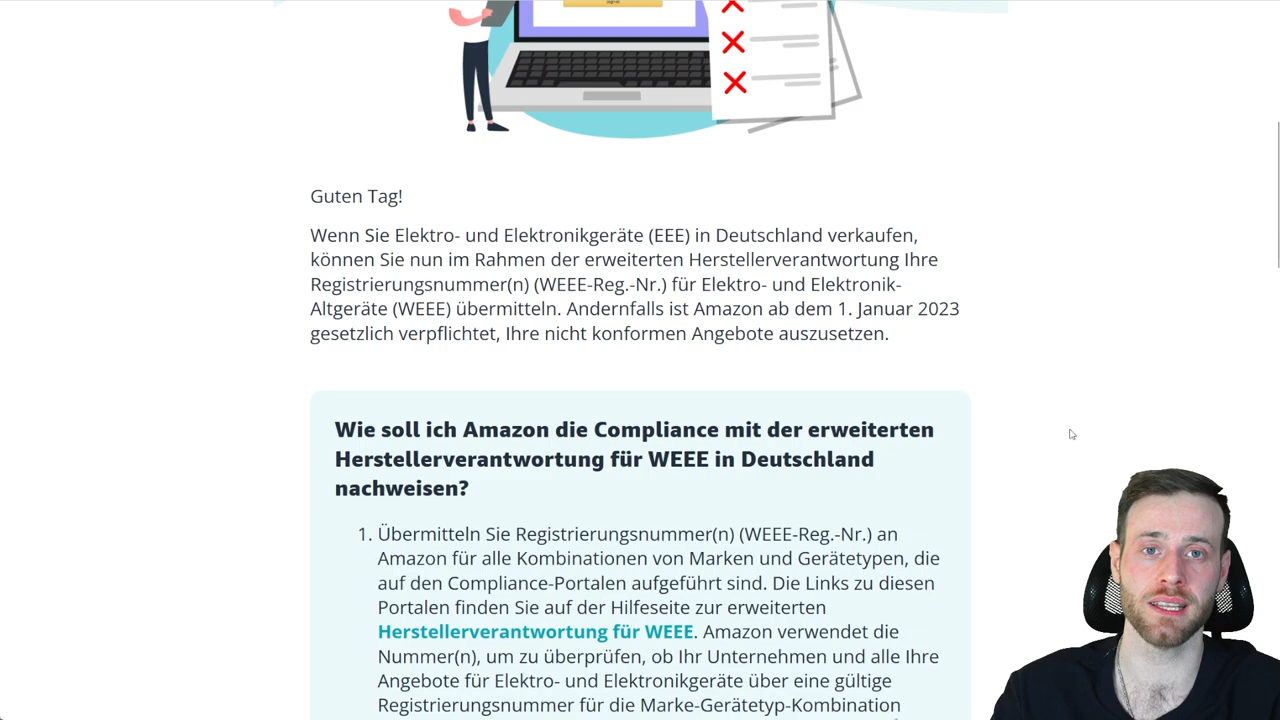 Guten Tag!
Wenn Sie Elektro- und Elektronikgeräte (EEE) in Deutschland verkaufen,
können Sie nun im Rahmen der erweiterten Herstellerverantwortung Ihre
Registrierungsnummer(n) (WEEE-Reg.-Nr.) für Elektro- und Elektronik-
Altgeräte (WEEE) übermitteln. Andernfalls ist Amazon ab dem 1. Januar 2023
gesetzlich verpflichtet, Ihre nicht konformen Angebote auszusetzen.
Wie soll ich Amazon die Compliance mit der erweiterten
Herstellerverantwortung für WEEE in Deutschland
nachweisen?
1. Übermitteln Sie Registrierungsnummer(n) (WEEE-Reg.-Nr.) an
Amazon für alle Kombinationen von Marken und Gerätetypen, die
auf den Compliance-Portalen aufgeführt sind. Die Links zu diesen
Portalen finden Sie auf der Hilfeseite zur erweiterten
Herstellerverantwortung für WEEE. Amazon verwendet die
Nummer(n), um zu überprüfen, ob Ihr Unternehmen und alle Ihre
Angebote für Elektro- und Elektronikgeräte über eine gültige
Registrierungsnummer für die Marke-Gerätetyp-Kombination